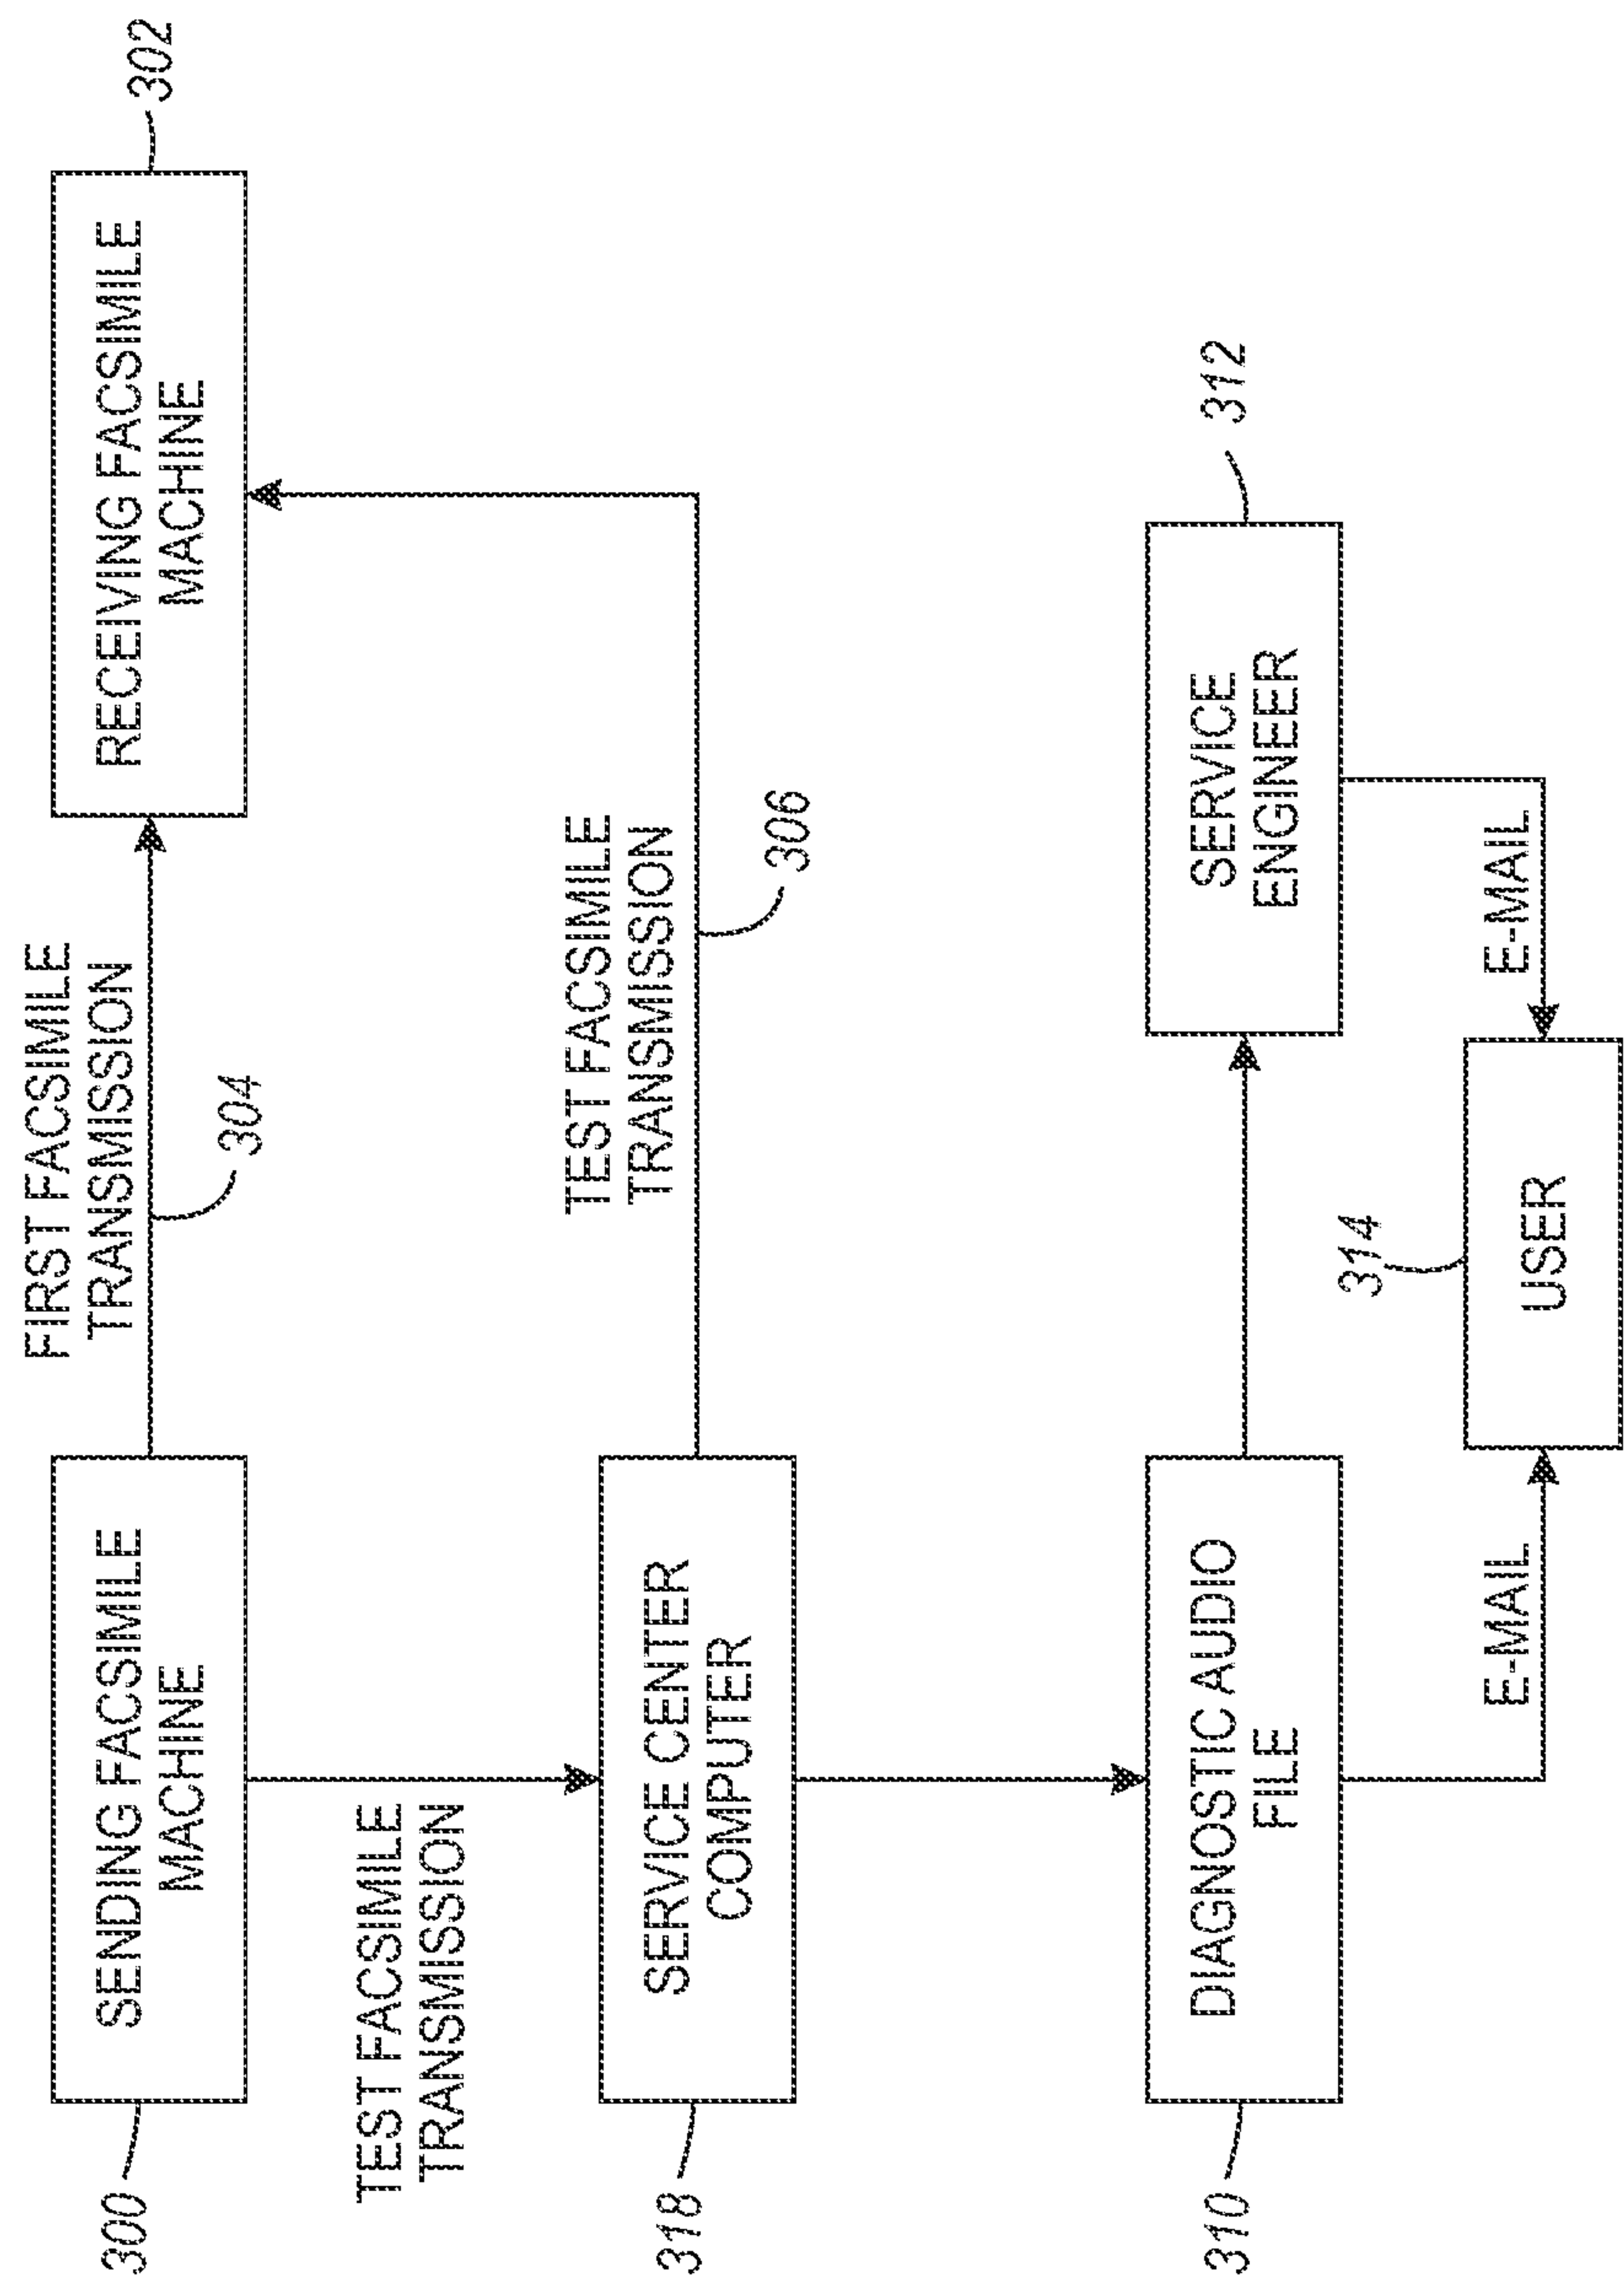 FIRST FACSIMILE
TRANSMISSION
300
SENDING FACSIMILE
MACHINE
304
RECEIVING FACSIMILE
MACHINE
302
TEST FACSIMILE
TRANSMISSION
TEST FACSIMILE
TRANSMISSION
318
SERVICE CENTER
COMPUTER
306
310
DIAGNOSTIC AUDIO
FILE
SERVICE
ENGINEER
312
314
E-MAIL
USER
E-MAIL